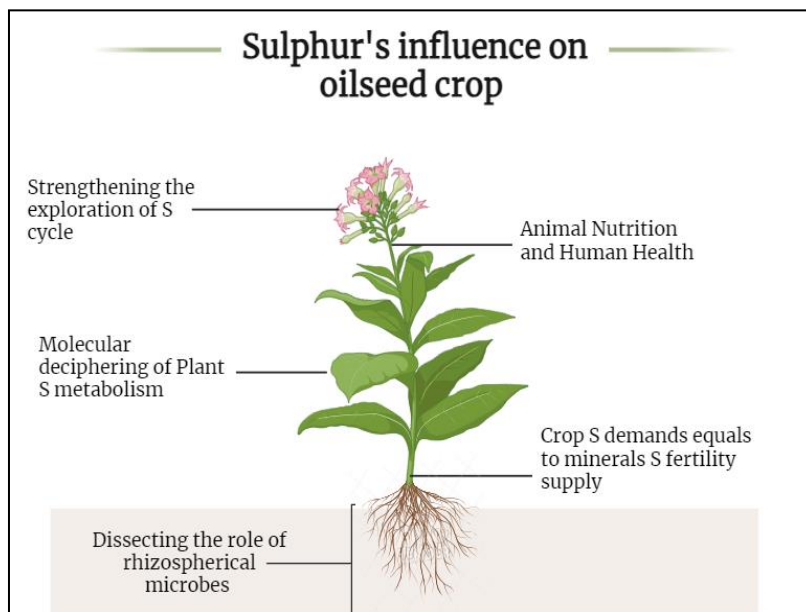 Sulphur's influence on
oilseed crop
Strengthening the
exploration of S
cycle
Animal Nutrition
and Human Health
Molecular
deciphering of Plant
S metabolism
Crop S demands equals
to minerals S fertility
supply
Dissecting the role of
rhizospherical
microbes